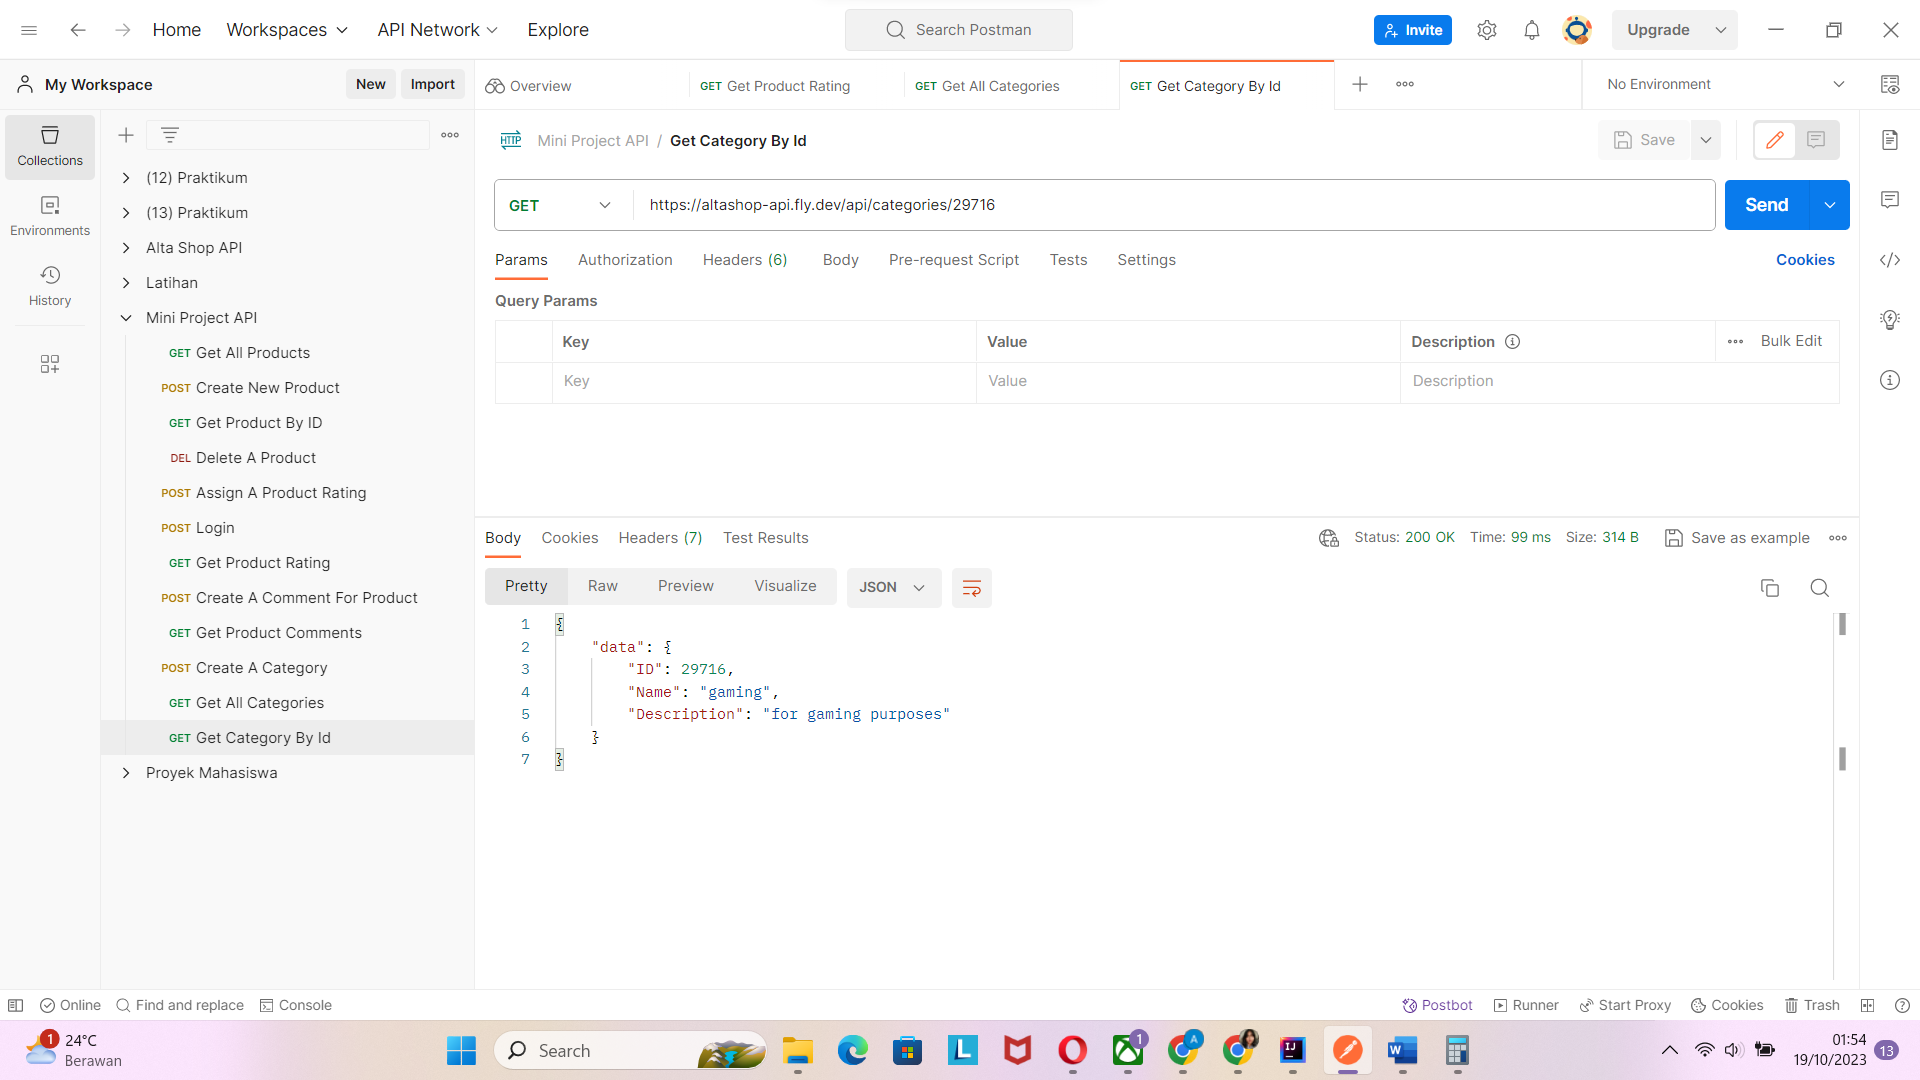 Home Workspaces API Network Explore Search Postman Invite Upgrade
My Workspace New Import Overview GET Get Product Rating GET Get All Categories GET Get Category By Id No Environment
Collections
Environments
History
(12) Praktikum
(13) Praktikum
Alta Shop API
Latihan
Mini Project API
GET Get All Products
POST Create New Product
GET Get Product By ID
DEL Delete A Product
POST Assign A Product Rating
POST Login
GET Get Product Rating
POST Create A Comment For Product
GET Get Product Comments
POST Create A Category
GET Get All Categories
GET Get Category By Id
Proyek Mahasiswa
HTTP Mini Project API / Get Category By Id Save
GET https://altashop-api.fly.dev/api/categories/29716 Send
Params Authorization Headers (6) Body Pre-request Script Tests Settings Cookies
Query Params
Key Value Description Bulk Edit
Key Value Description
Body Cookies Headers (7) Test Results Status: 200 OK Time: 99 ms Size: 314 B Save as example
Pretty Raw Preview Visualize JSON
1 {
2 "data": {
3 "ID": 29716,
4 "Name": "gaming",
5 "Description": "for gaming purposes"
6 }
7 }
Online Find and replace Console Postbot Runner Start Proxy Cookies Trash
1 24°C
Berawan
Search
L
1
A
IJ
W
01:54
19/10/2023
13